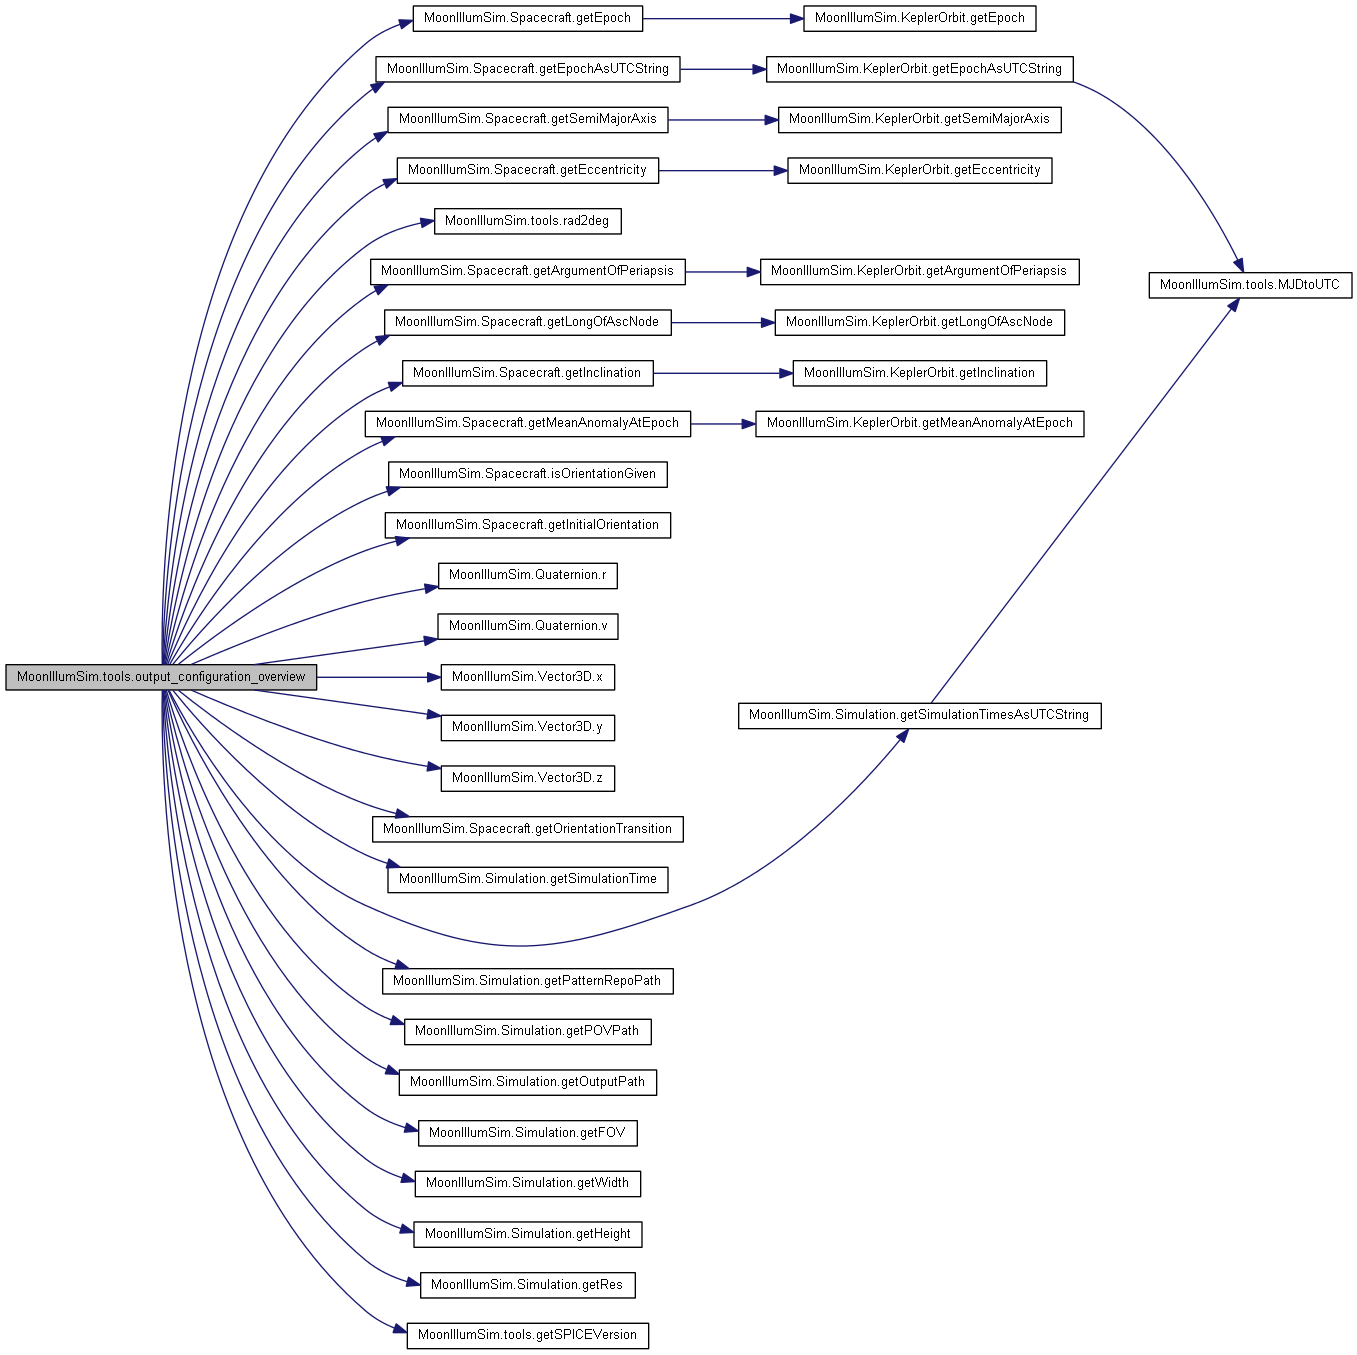 MoonIllumSim.Spacecraft.getEpoch
MoonIllumSim.KeplerOrbit.getEpoch
MoonIllumSim.Spacecraft.getEpochAsUTCString
MoonIllumSim.KeplerOrbit.getEpochAsUTCString
MoonIllumSim.Spacecraft.getSemiMajorAxis
MoonIllumSim.KeplerOrbit.getSemiMajorAxis
MoonIllumSim.Spacecraft.getEccentricity
MoonIllumSim.KeplerOrbit.getEccentricity
MoonIllumSim.tools.rad2deg
MoonIllumSim.Spacecraft.getArgumentOfPeriapsis
MoonIllumSim.KeplerOrbit.getArgumentOfPeriapsis
MoonIllumSim.tools.MJDtoUTC
MoonIllumSim.Spacecraft.getLongOfAscNode
MoonIllumSim.KeplerOrbit.getLongOfAscNode
MoonIllumSim.Spacecraft.getInclination
MoonIllumSim.KeplerOrbit.getInclination
MoonIllumSim.Spacecraft.getMeanAnomalyAtEpoch
MoonIllumSim.KeplerOrbit.getMeanAnomalyAtEpoch
MoonIllumSim.Spacecraft.isOrientationGiven
MoonIllumSim.Spacecraft.getInitialOrientation
MoonIllumSim.Quaternion.r
MoonIllumSim.Quaternion.v
MoonIllumSim.tools.output_configuration_overview
MoonIllumSim.Vector3D.x
MoonIllumSim.Simulation.getSimulationTimesAsUTCString
MoonIllumSim.Vector3D.y
MoonIllumSim.Vector3D.z
MoonIllumSim.Spacecraft.getOrientationTransition
MoonIllumSim.Simulation.getSimulationTime
MoonIllumSim.Simulation.getPatternRepoPath
MoonIllumSim.Simulation.getPOVPath
MoonIllumSim.Simulation.getOutputPath
MoonIllumSim.Simulation.getFOV
MoonIllumSim.Simulation.getWidth
MoonIllumSim.Simulation.getHeight
MoonIllumSim.Simulation.getRes
MoonIllumSim.tools.getSPICEVersion